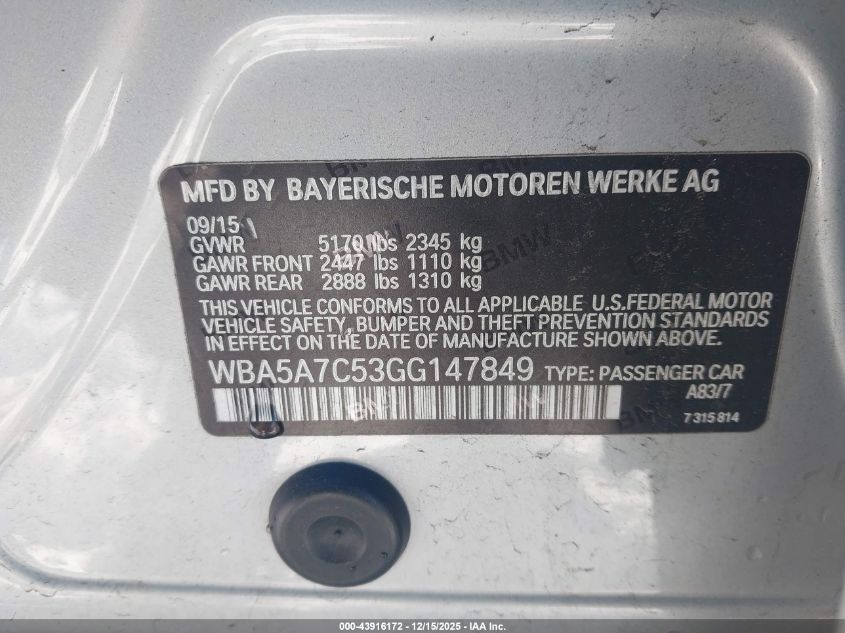 MFD BY BAYERISCHE MOTOREN WERKE AG
09/15
GVWR 5170 lbs 2345 kg
GAWR FRONT 2447 lbs 1110 kg
GAWR REAR 2888 lbs 1310 kg
THIS VEHICLE CONFORMS TO ALL APPLICABLE U.S.FEDERAL MOTOR
VEHICLE SAFETY, BUMPER AND THEFT PREVENTION STANDARDS
IN EFFECT ON THE DATE OF MANUFACTURE SHOWN ABOVE.
WBA5A7C53GG147849 TYPE: PASSENGER CAR
A83/7
7315814
000-43916172 - 12/15/2025 - IAA Inc.